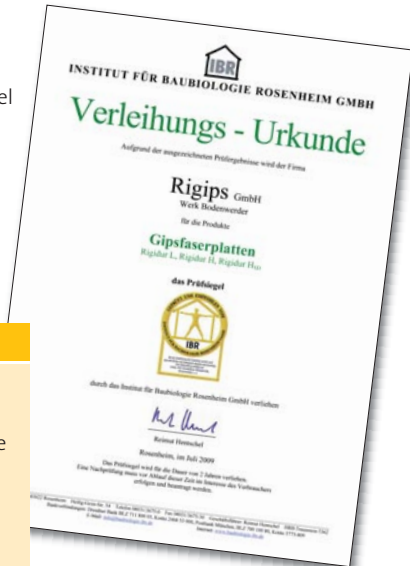 el
e
IBR
INSTITUT FÜR BAUBIOLOGIE ROSENHEIM GMBH
Verleihungs - Urkunde
Aufgrund der ausgezeichneten Prüfergebnisse wird der Firma
Rigips GmbH
Werk Bodenwerder
für die Produkte
Gipsfaserplatten
Rigidur L, Rigidur H, Rigidur H
das Prüfsiegel
IBR
durch das Institut für Baubiologie Rosenheim GmbH verliehen
Reimut Hentschel
Rosenheim, im Juli 2009
Das Prüfsiegel wird für die Dauer von 2 Jahren verliehen.
Eine Nachprüfung muss vor Ablauf dieser Zeit im Interesse des Verbrauchers
erfolgen und beantragt werden.